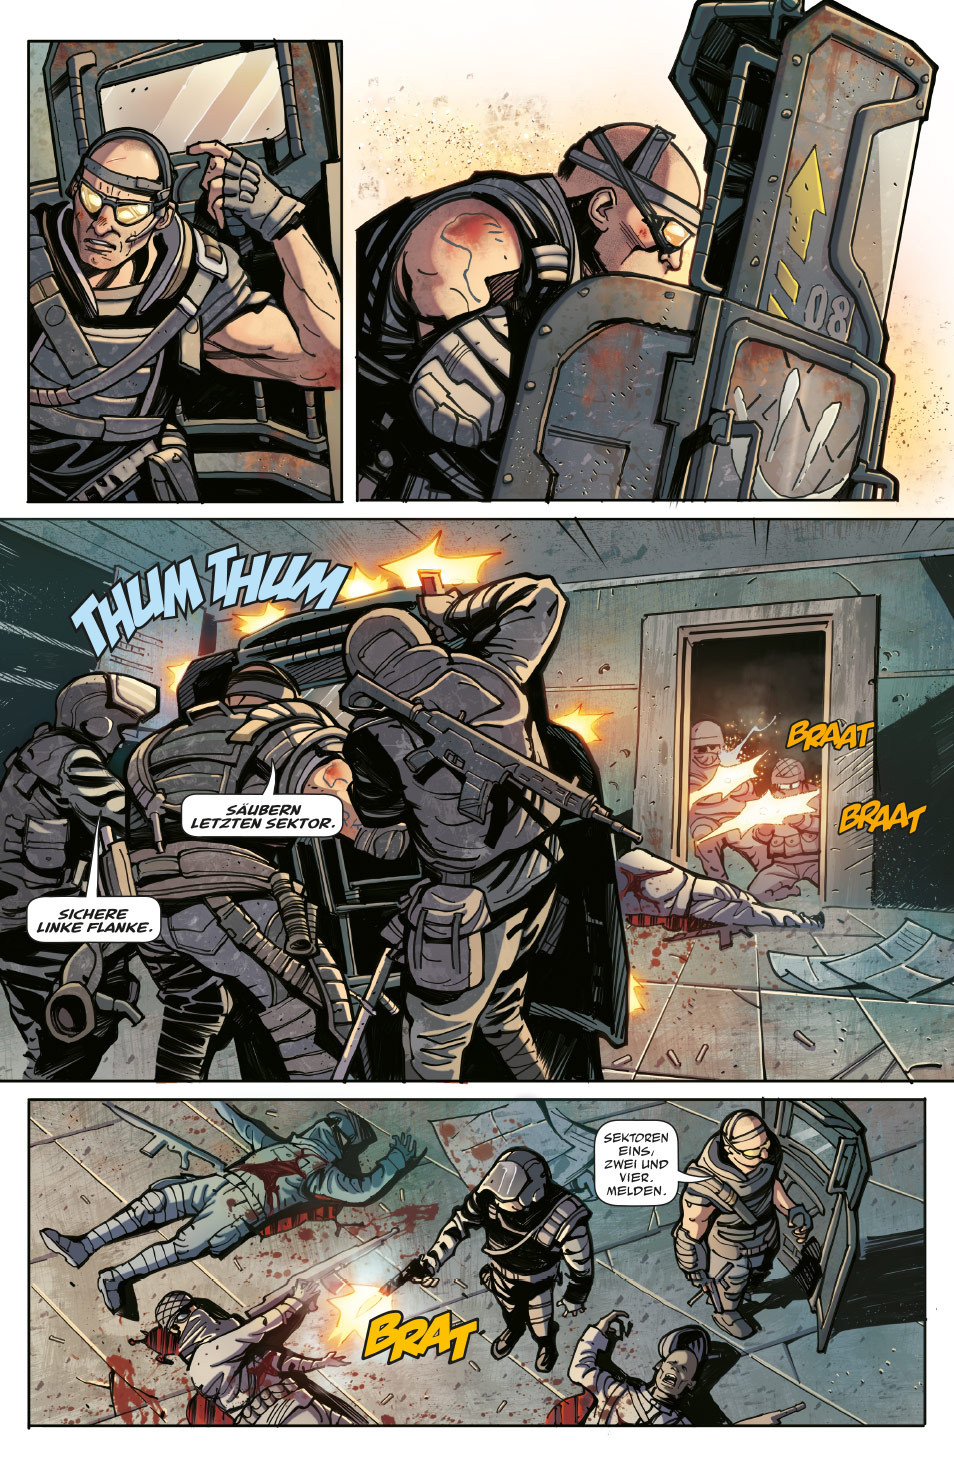 08
THUM THUM
BRAAT
BRAAT
SÄUBERN
LETZTEN SEKTOR.
SICHERE
LINKE FLANKE.
SEKTOREN
EINS,
ZWEI UND
VIER.
MELDEN.
BRAT